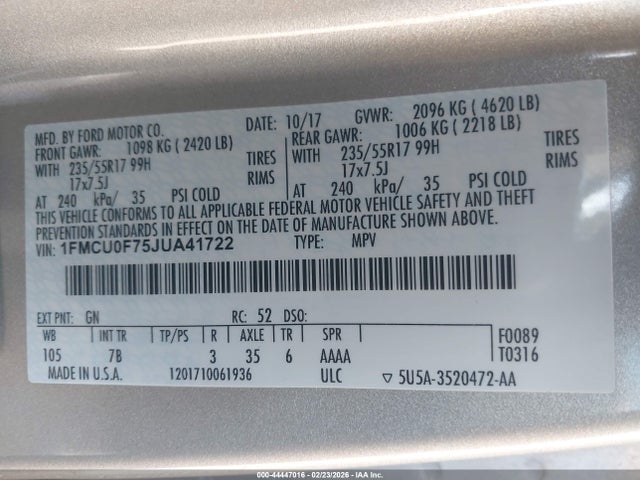 MFD. BY FORD MOTOR CO. DATE: 10/17 GVWR: 2096 KG ( 4620 LB)
FRONT GAWR: 1098 KG ( 2420 LB) REAR GAWR: 1006 KG ( 2218 LB)
WITH 235/55R17 99H TIRES WITH 235/55R17 99H TIRES
17x7.5J RIMS 17x7.5J RIMS
AT 240 kPa/ 35 PSI COLD AT 240 kPa/ 35 PSI COLD
THIS VEHICLE CONFORMS TO ALL APPLICABLE FEDERAL MOTOR VEHICLE SAFETY AND THEFT
PREVENTION STANDARDS IN EFFECT ON THE DATE OF MANUFACTURE SHOWN ABOVE.
VIN: 1FMCU0F75JUA41722 TYPE: MPV
EXT PNT: GN RC: 52 DSO:
WB INT TR TP/PS R AXLE TR SPR F0089
105 7B 3 35 6 AAAA T0316
MADE IN U.S.A. 1201710061936 ULC ▽ 5U5A-3520472-AA
000-44447016 - 02/23/2026 - IAA Inc.